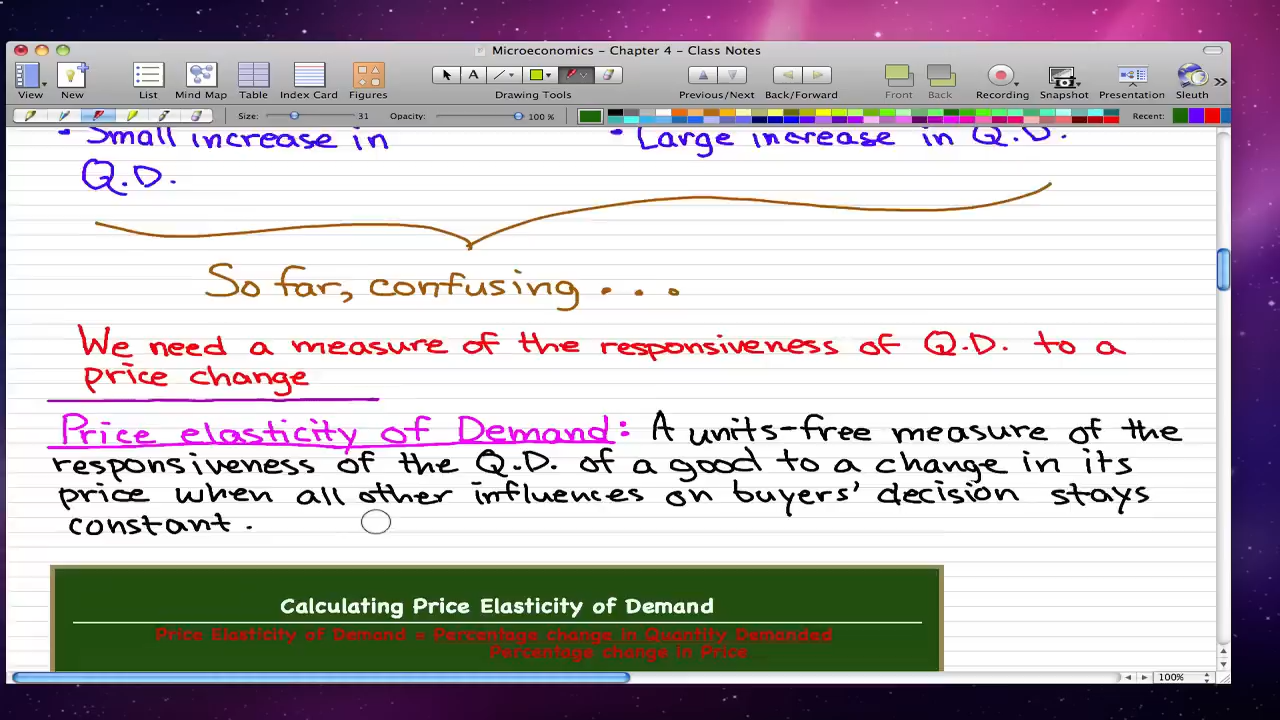 Microeconomics - Chapter 4 - Class Notes
View New List Mind Map Table Index Card Figures Drawing Tools Previous/Next Back/Forward Front Back Recording Snapshot Presentation Sleuth
Size: 31 Opacity: 100 % Recent:
• Small increase in
Q.D.
• Large increase in Q.D.
So far, confusing . . .
We need a measure of the responsiveness of Q.D. to a
price change
Price elasticity of Demand: A units-free measure of the
responsiveness of the Q.D. of a good to a change in its
price when all other influences on buyers' decision stays
constant.
Calculating Price Elasticity of Demand
Price Elasticity of Demand = Percentage change in Quantity Demanded
Percentage change in Price
100%